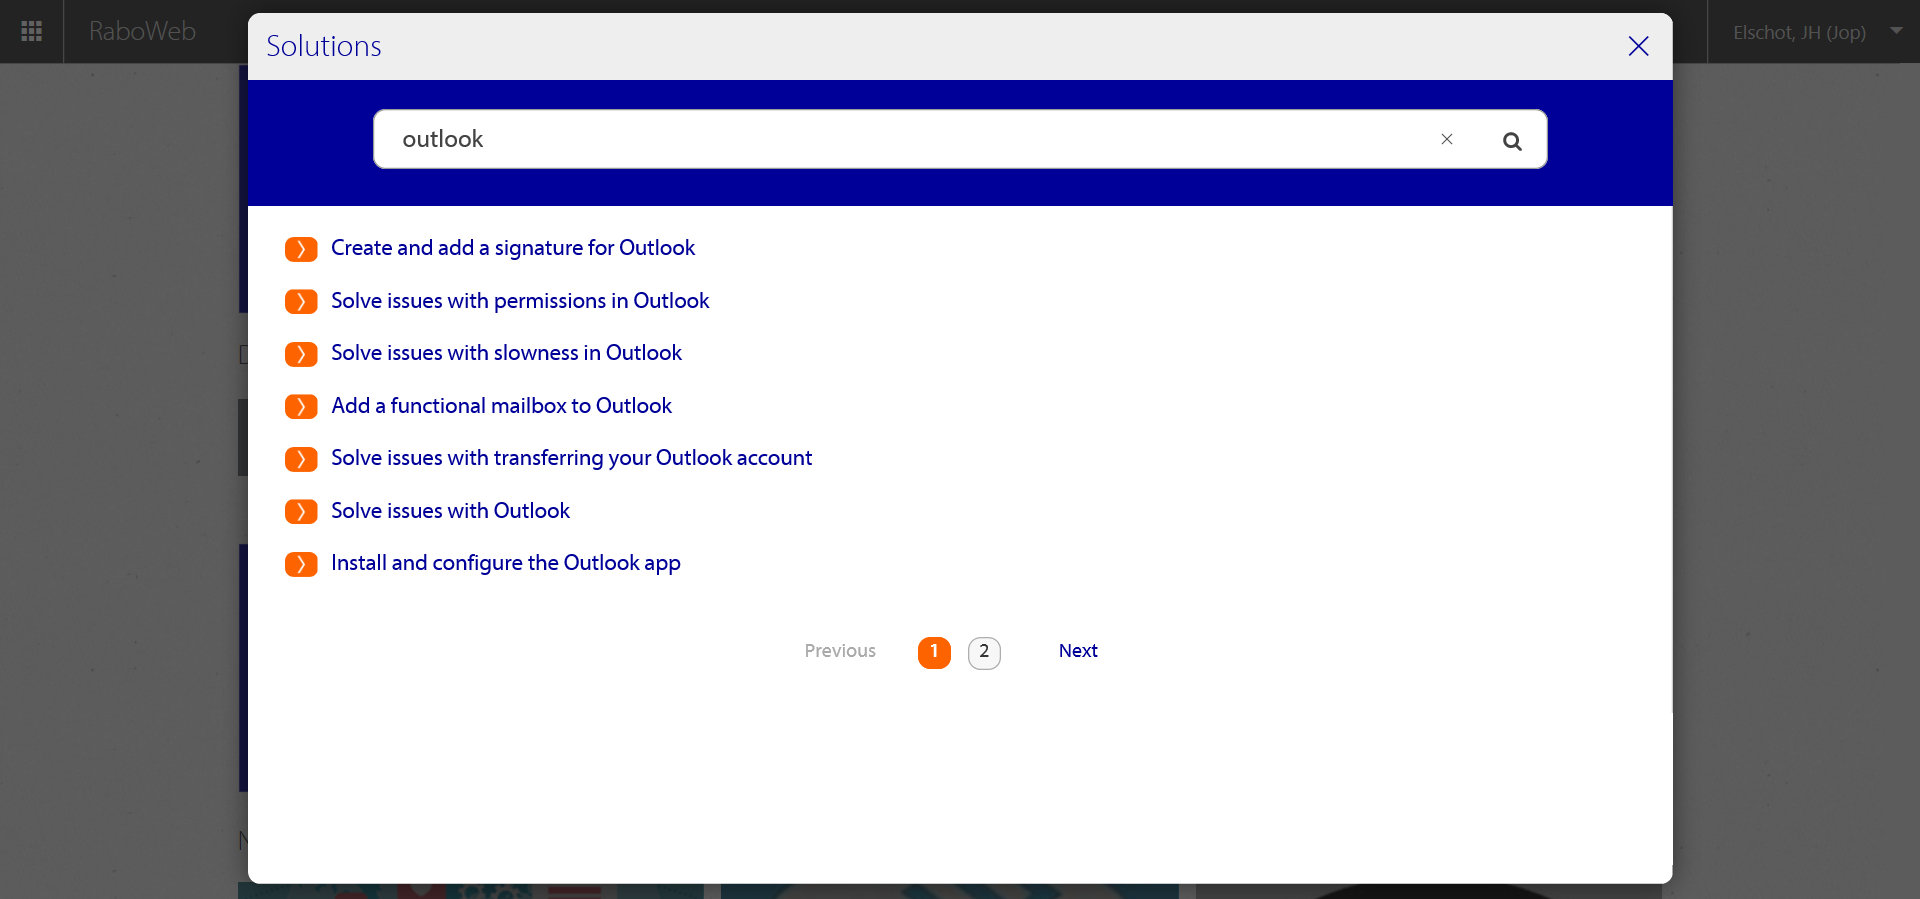 RaboWeb
Elschot, JH (Jop)
Solutions
outlook
Create and add a signature for Outlook
Solve issues with permissions in Outlook
Solve issues with slowness in Outlook
Add a functional mailbox to Outlook
Solve issues with transferring your Outlook account
Solve issues with Outlook
Install and configure the Outlook app
Previous 1 2 Next